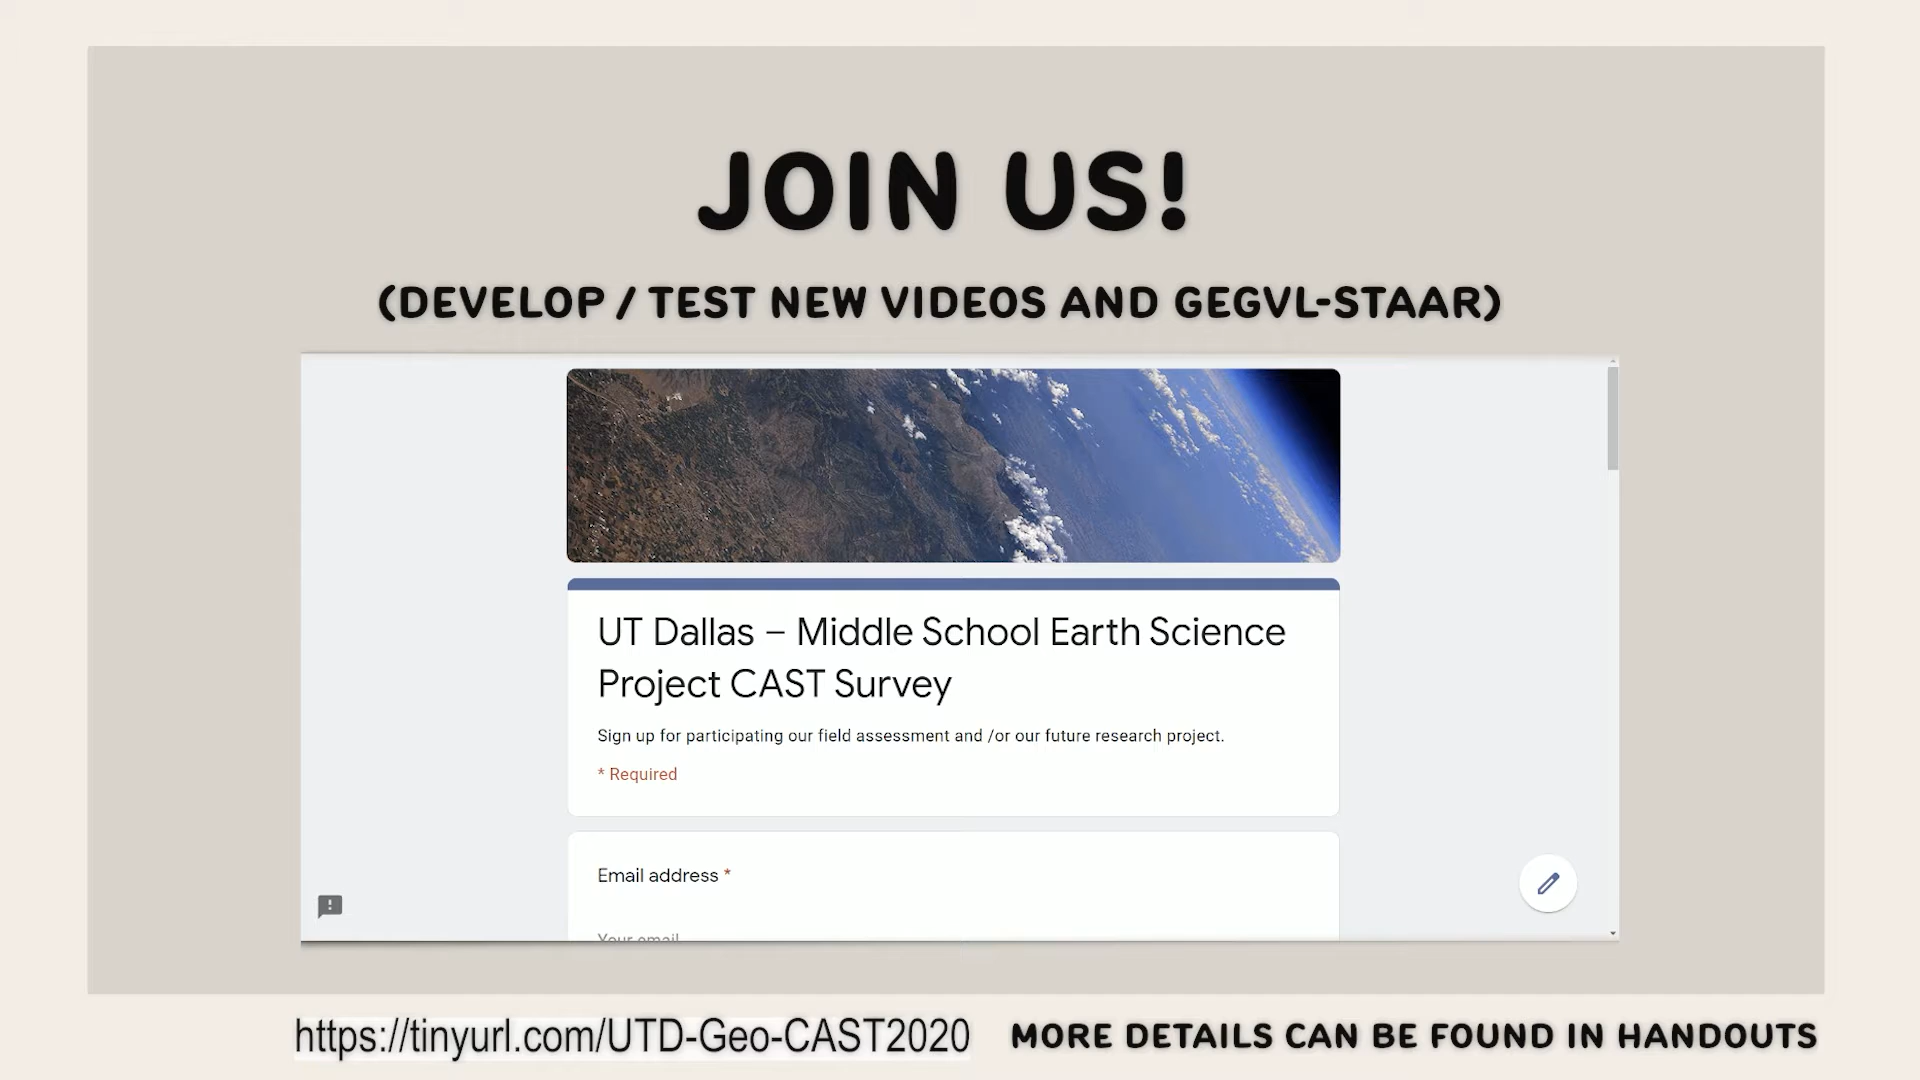 JOIN US!
(DEVELOP / TEST NEW VIDEOS AND GEGVL-STAAR)
UT Dallas – Middle School Earth Science
Project CAST Survey
Sign up for participating our field assessment and /or our future research project.
* Required
Email address *
Your email
https://tinyurl.com/UTD-Geo-CAST2020
MORE DETAILS CAN BE FOUND IN HANDOUTS